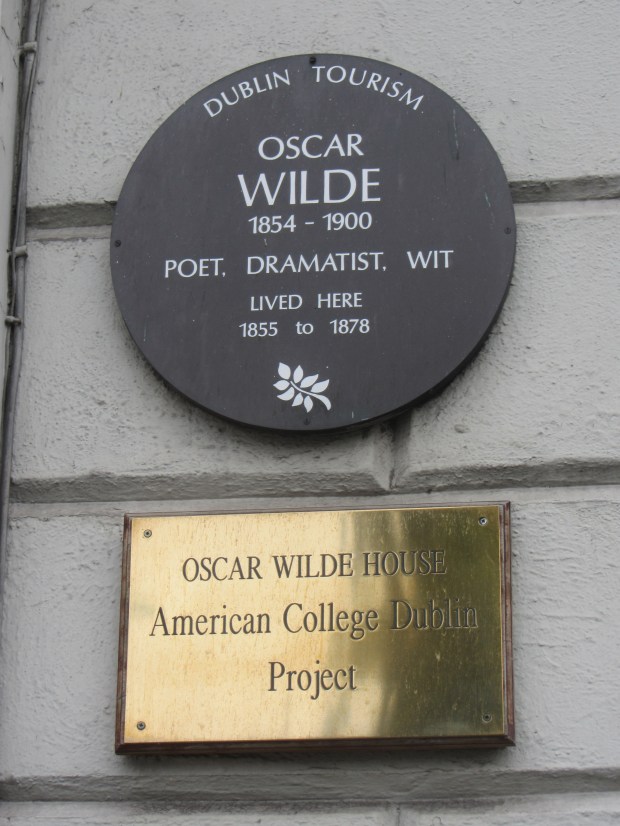 DUBLIN TOURISM
OSCAR
WILDE
1854 - 1900
POET, DRAMATIST, WIT
LIVED HERE
1855 to 1878
OSCAR WILDE HOUSE
American College Dublin
Project